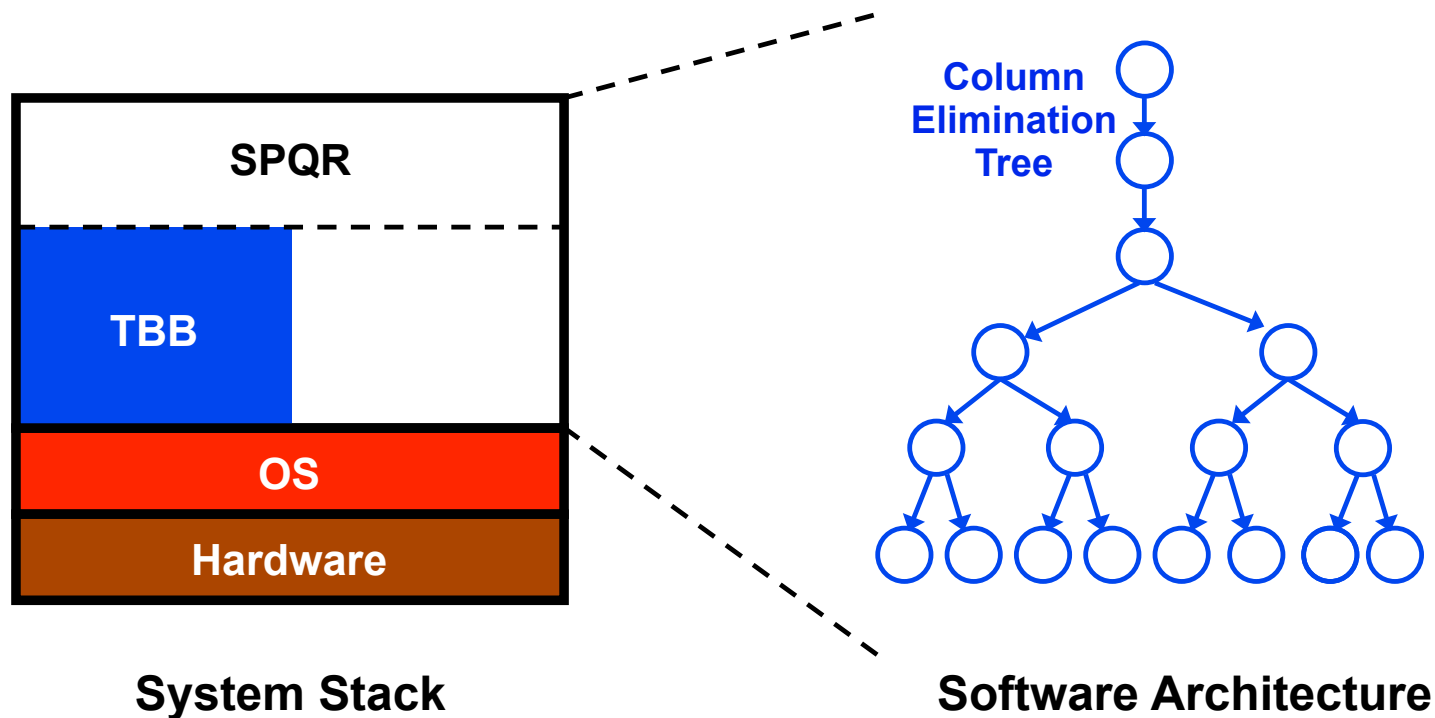 SPQR
TBB
OS
Hardware
System Stack
Column
Elimination
Tree
Software Architecture